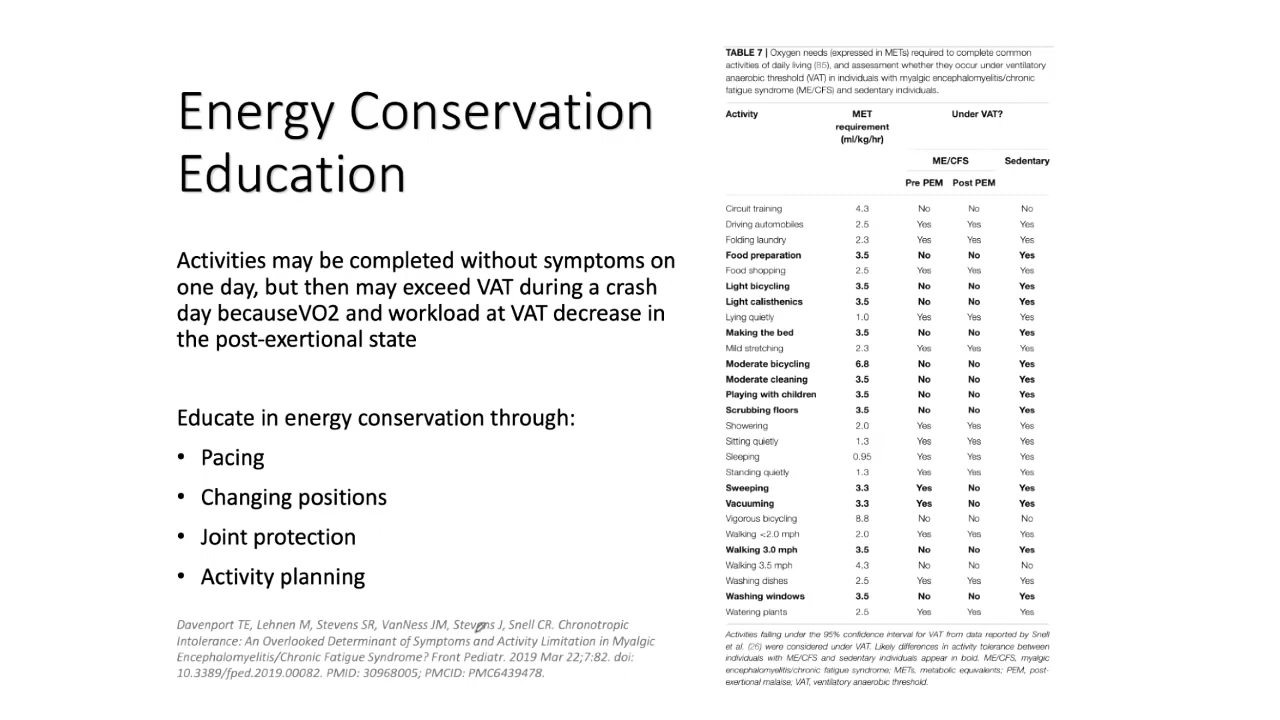 Energy Conservation
Education
Activities may be completed without symptoms on
one day, but then may exceed VAT during a crash
day becauseVO2 and workload at VAT decrease in
the post-exertional state
Educate in energy conservation through:
• Pacing
• Changing positions
• Joint protection
• Activity planning
Davenport TE, Lehnen M, Stevens SR, VanNess JM, Stevens J, Snell CR. Chronotropic
Intolerance: An Overlooked Determinant of Symptoms and Activity Limitation in Myalgic
Encephalomyelitis/Chronic Fatigue Syndrome? Front Pediatr. 2019 Mar 22;7:82. doi:
10.3389/fped.2019.00082. PMID: 30968005; PMCID: PMC6439478.
TABLE 7 | Oxygen needs (expressed in METs) required to complete common
activities of daily living (85), and assessment whether they occur under ventilatory
anaerobic threshold (VAT) in individuals with myalgic encephalomyelitis/chronic
fatigue syndrome (ME/CFS) and sedentary individuals.
Activity MET Under VAT?
requirement
(ml/kg/hr)
ME/CFS Sedentary
Pre PEM Post PEM
Circuit training 4.3 No No No
Driving automobiles 2.5 Yes Yes Yes
Folding laundry 2.3 Yes Yes Yes
Food preparation 3.5 No No Yes
Food shopping 2.5 Yes Yes Yes
Light bicycling 3.5 No No Yes
Light calisthenics 3.5 No No Yes
Lying quietly 1.0 Yes Yes Yes
Making the bed 3.5 No No Yes
Mild stretching 2.3 Yes Yes Yes
Moderate bicycling 6.8 No No Yes
Moderate cleaning 3.5 No No Yes
Playing with children 3.5 No No Yes
Scrubbing floors 3.5 No No Yes
Showering 2.0 Yes Yes Yes
Sitting quietly 1.3 Yes Yes Yes
Sleeping 0.95 Yes Yes Yes
Standing quietly 1.3 Yes Yes Yes
Sweeping 3.3 Yes No Yes
Vacuuming 3.3 Yes No Yes
Vigorous bicycling 8.8 No No No
Walking <2.0 mph 2.0 Yes Yes Yes
Walking 3.0 mph 3.5 No No Yes
Walking 3.5 mph 4.3 No No No
Washing dishes 2.5 Yes Yes Yes
Washing windows 3.5 No No Yes
Watering plants 2.5 Yes Yes Yes
Activities falling under the 95% confidence interval for VAT from data reported by Snell
et al. (26) were considered under VAT. Likely differences in activity tolerance between
individuals with ME/CFS and sedentary individuals appear in bold. ME/CFS, myalgic
encephalomyelitis/chronic fatigue syndrome; METs, metabolic equivalents; PEM, post-
exertional malaise; VAT, ventilatory anaerobic threshold.